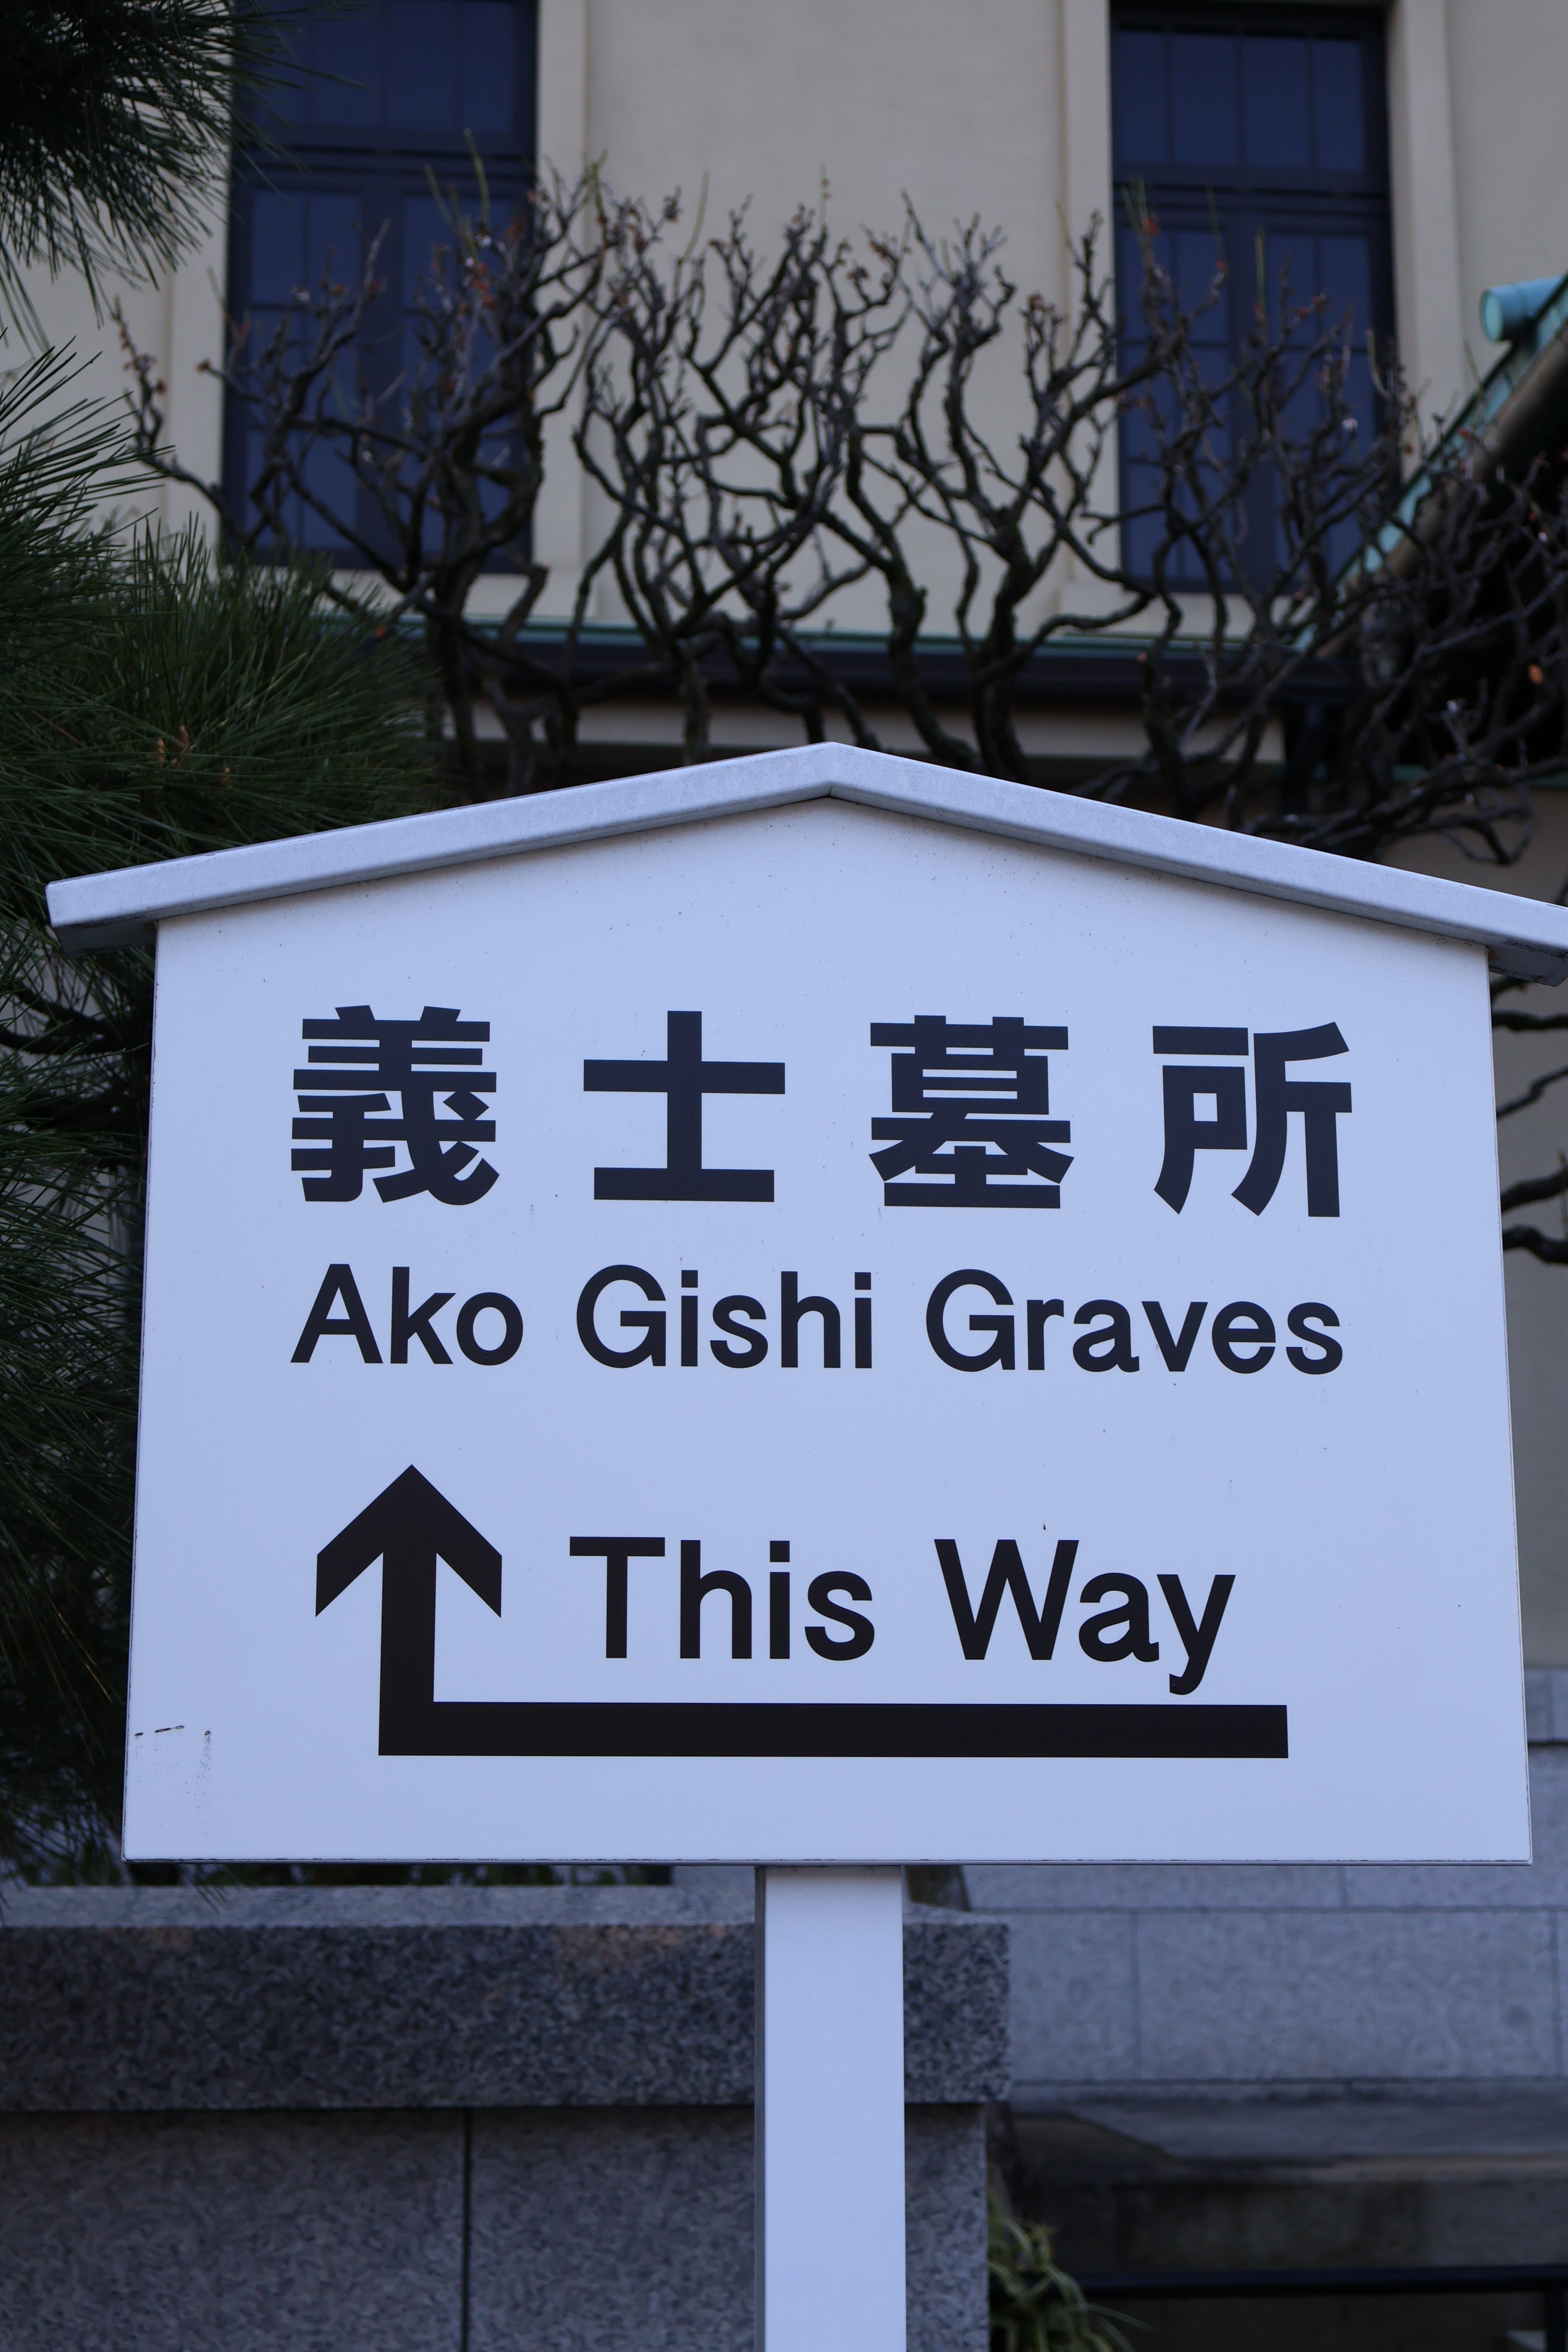 義士墓所
Ako Gishi Graves
This Way